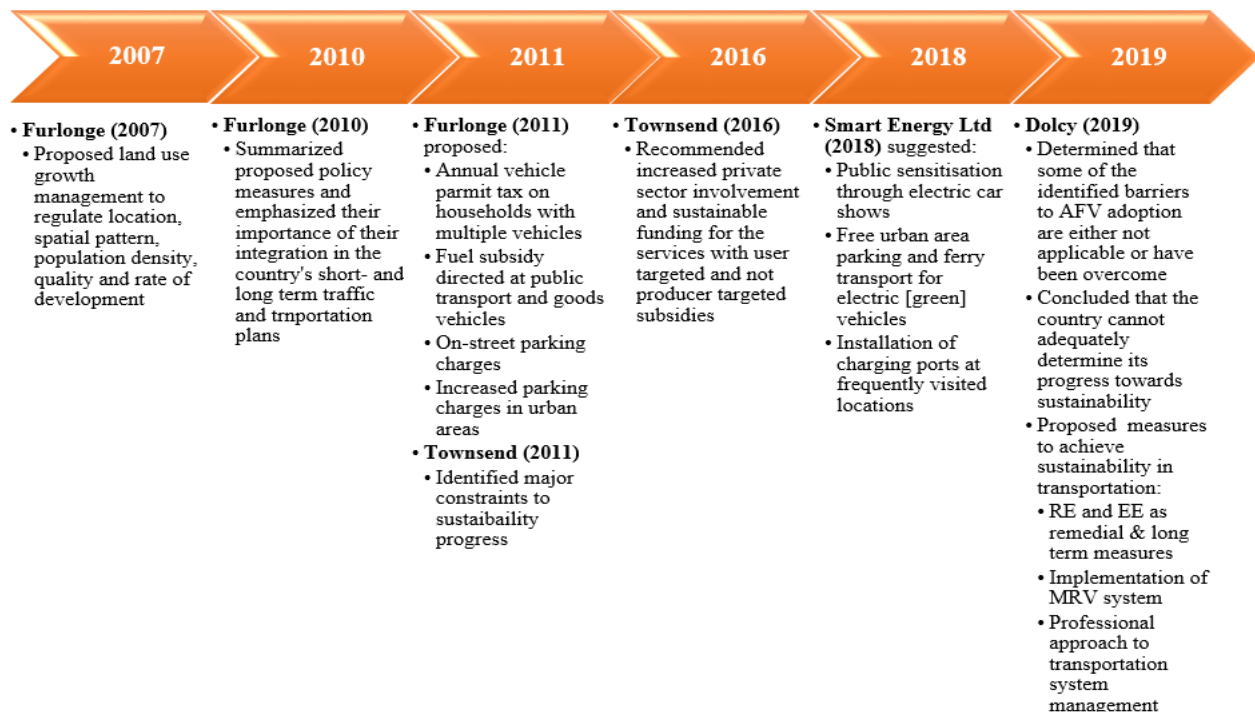 2007
2010
2011
2016
2018
2019
• Furlonge (2007)
• Proposed land use
growth
management to
regulate location,
spatial pattern,
population density,
quality and rate of
development
• Furlonge (2010)
• Summarized
proposed policy
measures and
emphasized their
importance of their
integration in the
country's short- and
long term traffic
and trnportation
plans
• Furlonge (2011)
proposed:
• Annual vehicle
parmit tax on
households with
multiple vehicles
• Fuel subsidy
directed at public
transport and goods
vehicles
• On-street parking
charges
• Increased parking
charges in urban
areas
• Townsend (2011)
• Identified major
constraints to
sustaibaility
progress
• Townsend (2016)
• Recommended
increased private
sector involvement
and sustainable
funding for the
services with user
targeted and not
producer targeted
subsidies
• Smart Energy Ltd
(2018) suggested:
• Public sensitisation
through electric car
shows
• Free urban area
parking and ferry
transport for
electric [green]
vehicles
• Installation of
charging ports at
frequently visited
locations
• Dolcy (2019)
• Determined that
some of the
identified barriers
to AFV adoption
are either not
applicable or have
been overcome
• Concluded that the
country cannot
adequately
determine its
progress towards
sustainability
• Proposed measures
to achieve
sustainability in
transportation:
• RE and EE as
remedial & long
term measures
• Implementation of
MRV system
• Professional
approach to
transportation
system
management